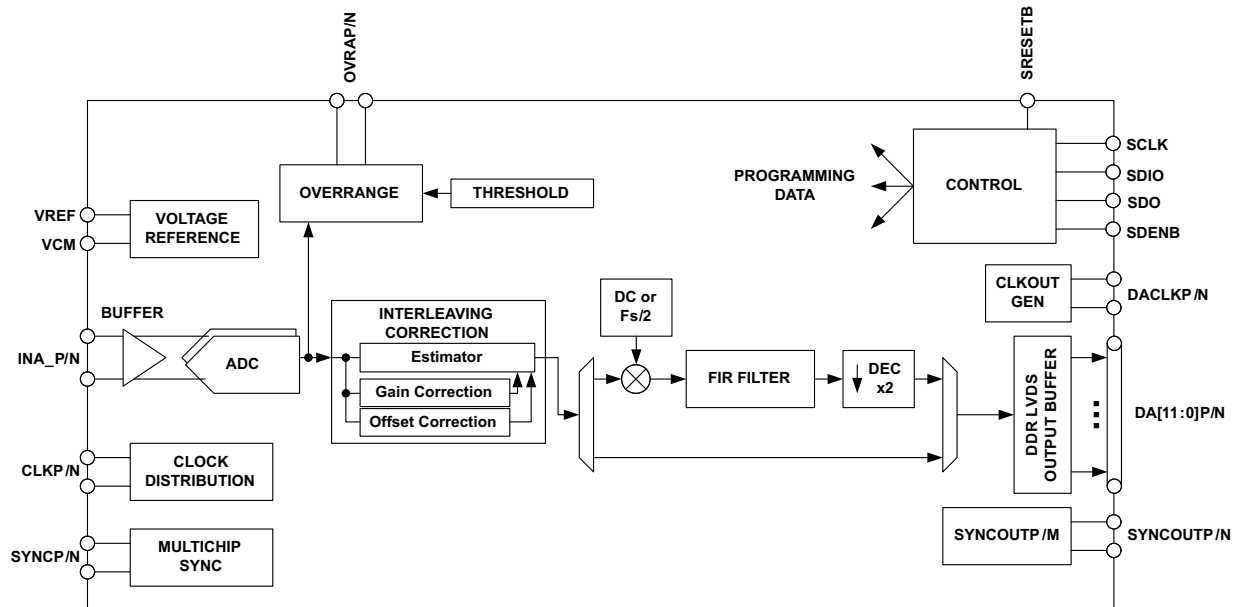 OVRAP/N
SRESETB
OVERRANGE
THRESHOLD
PROGRAMMING
DATA
CONTROL
SCLK
SDIO
SDO
SDENB
VREF
VCM
VOLTAGE
REFERENCE
CLKOUT
GEN
DACLKP/N
BUFFER
INA_P/N
ADC
INTERLEAVING
CORRECTION
Estimator
Gain Correction
Offset Correction
DC or
Fs/2
FIR FILTER
DEC
x2
DDR LVDS
OUTPUT BUFFER
DA[11:0]P/N
CLKP/N
CLOCK
DISTRIBUTION
SYNCP/N
MULTICHIP
SYNC
SYNCOUTP/M
SYNCOUTP/N